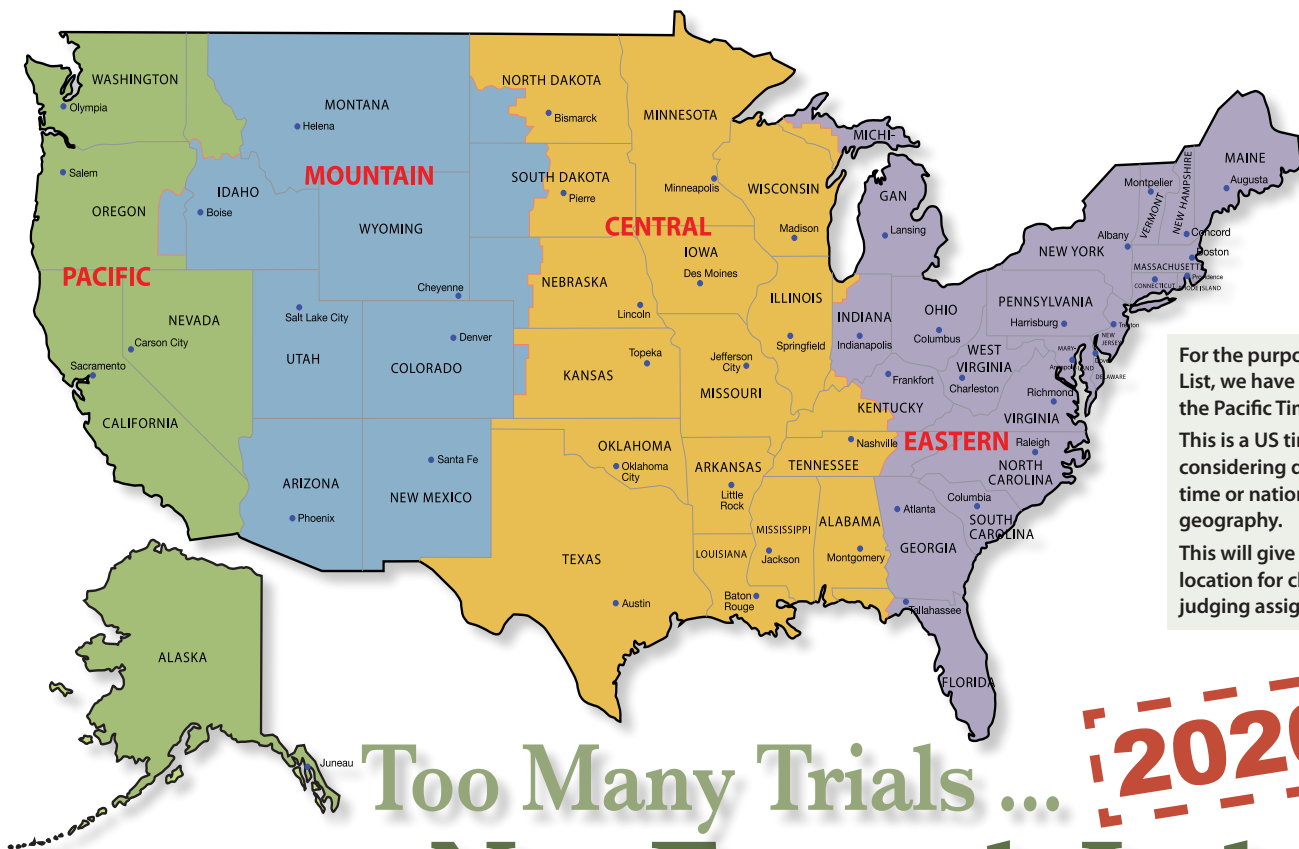 WASHINGTON
Olympia
MONTANA
Helena
NORTH DAKOTA
Bismarck
MINNESOTA
Minneapolis
MICHI-
GAN
Lansing
MAINE
Augusta
Montpelier
VERMONT
NEW HAMPSHIRE
Concord
Salem
OREGON
IDAHO
Boise
MOUNTAIN
SOUTH DAKOTA
Pierre
WISCONSIN
Madison
NEW YORK
Albany
Boston
MASSACHUSETT
Providence
CONNECTICUT
RHODE ISLAND
WYOMING
Cheyenne
CENTRAL
IOWA
Des Moines
NEBRASKA
Lincoln
ILLINOIS
Springfield
INDIANA
Indianapolis
OHIO
Columbus
PENNSYLVANIA
Harrisburg
Trenton
NEW
JERSEY
PACIFIC
NEVADA
Carson City
Sacramento
CALIFORNIA
Salt Lake City
UTAH
Denver
COLORADO
KANSAS
Topeka
Jefferson
City
MISSOURI
WEST
VIRGINIA
Charleston
Frankfort
KENTUCKY
MARY-
LAND
DELAWARE
Richmond
VIRGINIA
EASTERN
Raleigh
NORTH
CAROLINA
ARIZONA
Phoenix
Santa Fe
NEW MEXICO
OKLAHOMA
Oklahoma
City
ARKANSAS
Little
Rock
Nashville
TENNESSEE
Columbia
SOUTH
CAROLINA
Atlanta
GEORGIA
TEXAS
Austin
LOUISIANA
Baton
Rouge
MISSISSIPPI
Jackson
ALABAMA
Montgomery
Tallahassee
FLORIDA
ALASKA
Juneau
For the purpo
List, we have
the Pacific Tin
This is a US tin
considering d
time or nation
geography.
This will give
location for cl
judging assig
2020
Too Many Trials ...